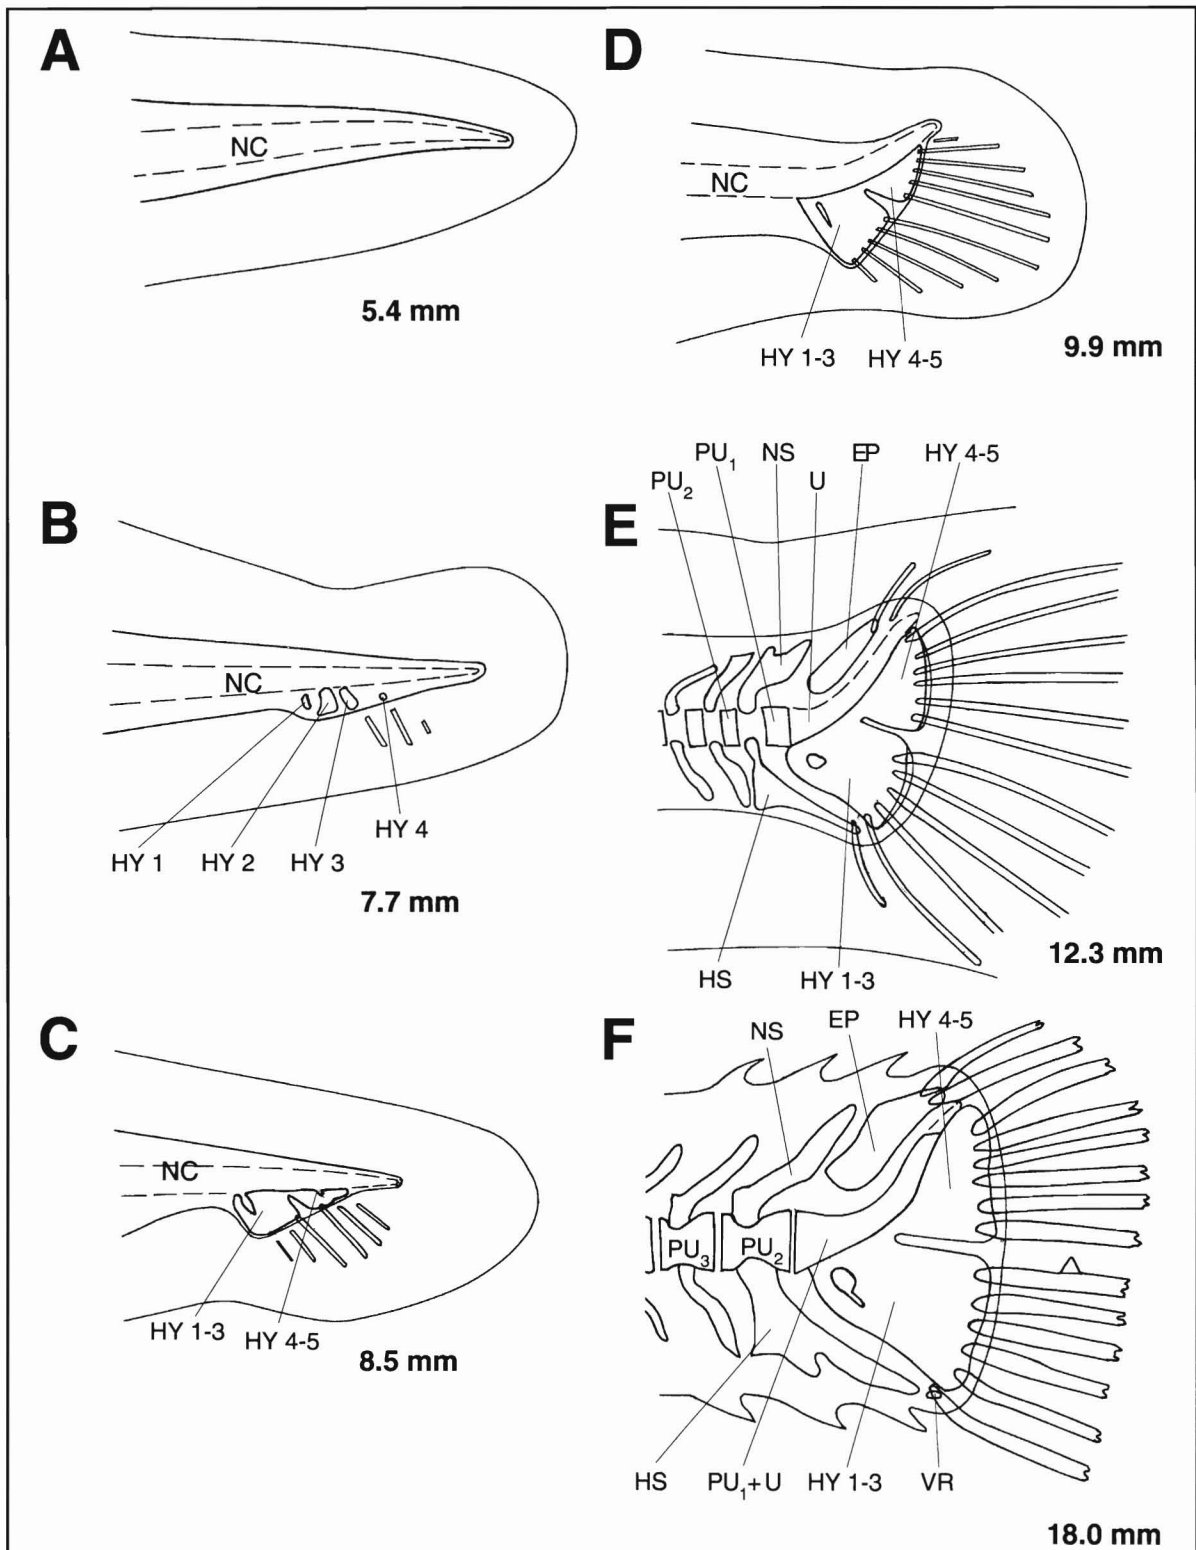 A
NC
5.4 mm
B
NC
HY 1
HY 2
HY 3
HY 4
7.7 mm
C
NC
HY 1-3
HY 4-5
8.5 mm
D
NC
HY 1-3
HY 4-5
9.9 mm
E
PU₂
PU₁
NS
U
EP
HY 4-5
HS
HY 1-3
12.3 mm
F
NS
EP
HY 4-5
PU₃
PU₂
HS
PU₁+U
HY 1-3
VR
18.0 mm